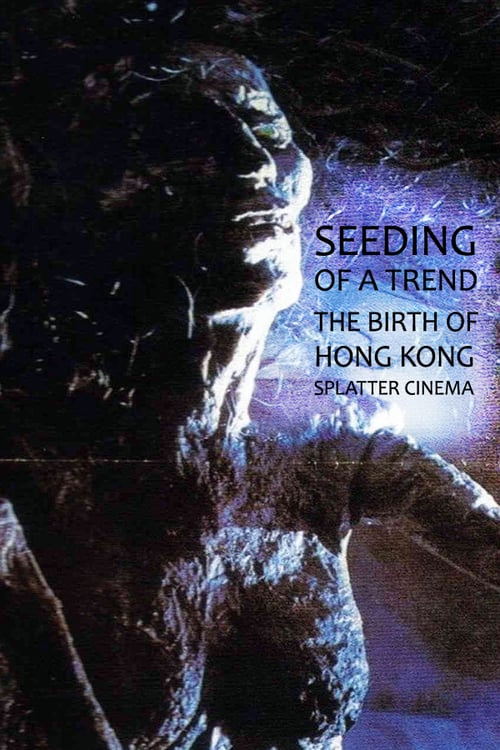 SEEDING
OF A TREND
THE BIRTH OF
HONG KONG
SPLATTER CINEMA